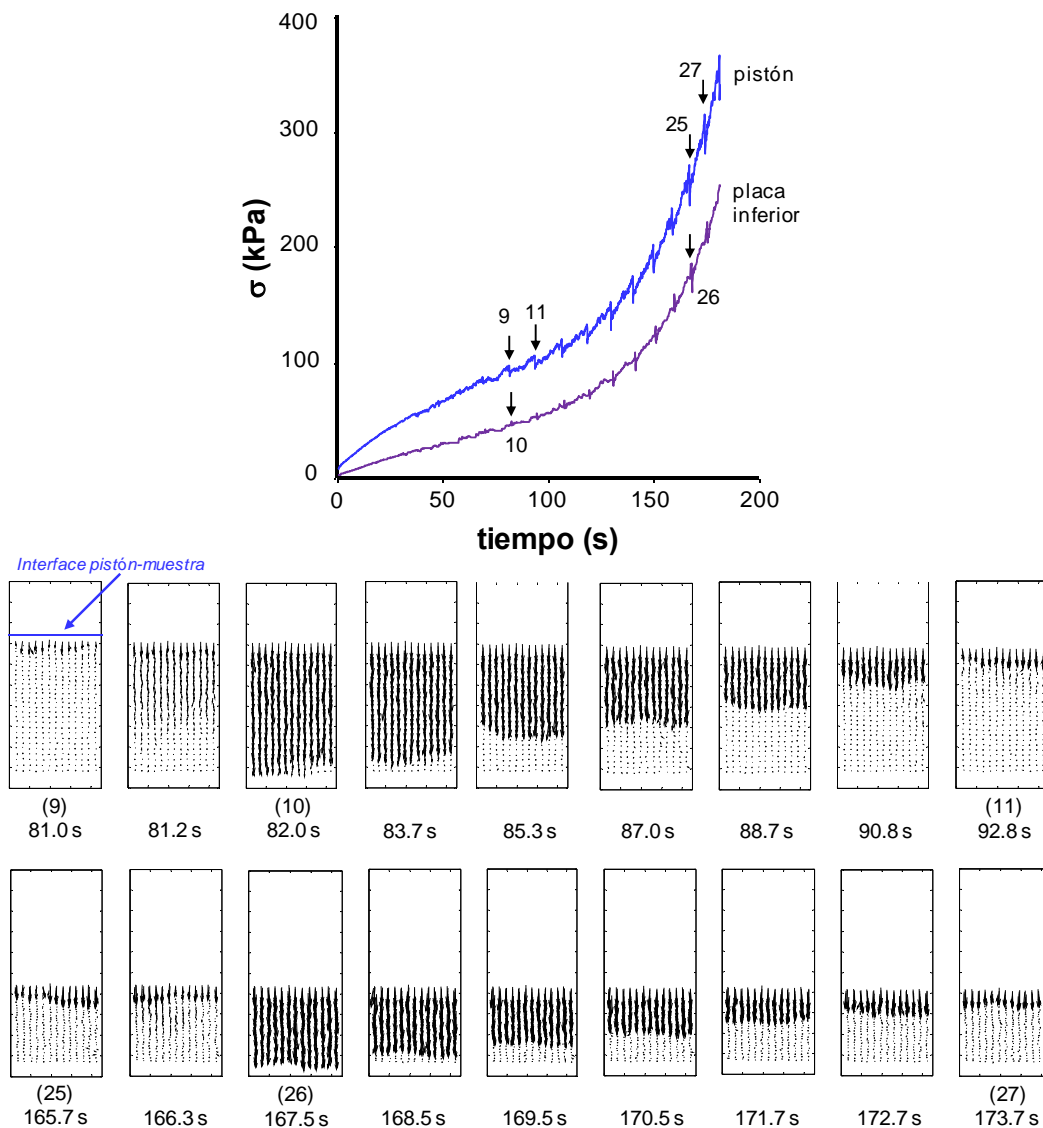 400
300
200
100
0
σ (kPa)
27
25
9
11
10
26
pistón
placa
inferior
0
50
100
150
200
tiempo (s)
Interface pistón-muestra
(9)
(10)
(11)
81.0 s
81.2 s
82.0 s
83.7 s
85.3 s
87.0 s
88.7 s
90.8 s
92.8 s
(25)
(26)
(27)
165.7 s
166.3 s
167.5 s
168.5 s
169.5 s
170.5 s
171.7 s
172.7 s
173.7 s